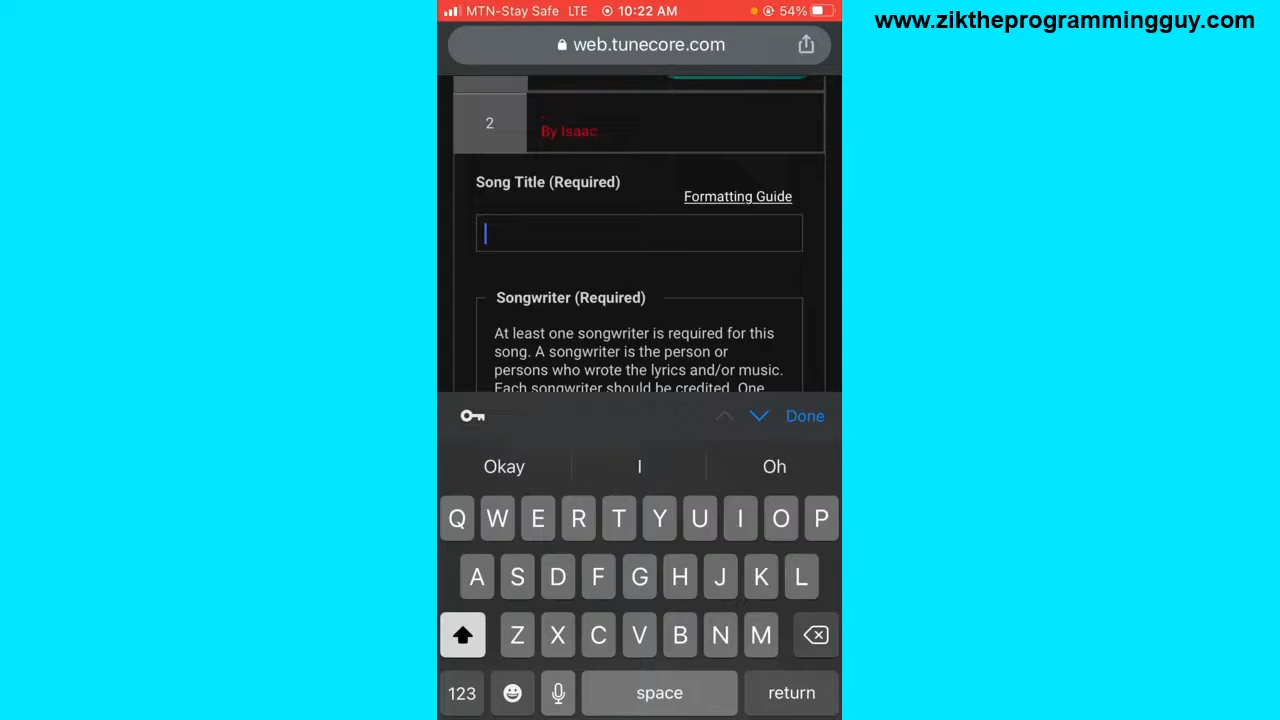 MTN-Stay Safe LTE 10:22 AM 54%
www.ziktheprogrammingguy.com
web.tunecore.com
2
By Isaac
Song Title (Required)
Formatting Guide
Songwriter (Required)
At least one songwriter is required for this
song. A songwriter is the person or
persons who wrote the lyrics and/or music.
Each songwriter should be credited. One
Done
Okay I Oh
Q W E R T Y U I O P
A S D F G H J K L
Z X C V B N M
123 space return